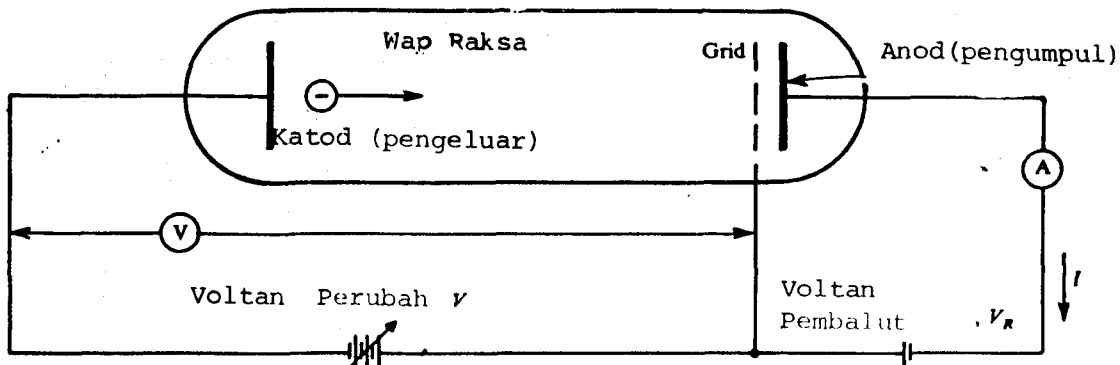 Wap Raksa
Grid
Anod(pengumpul)
−
Katod (pengeluar)
A
V
I
Voltan Perubah V
Voltan
Pembalut , V_R